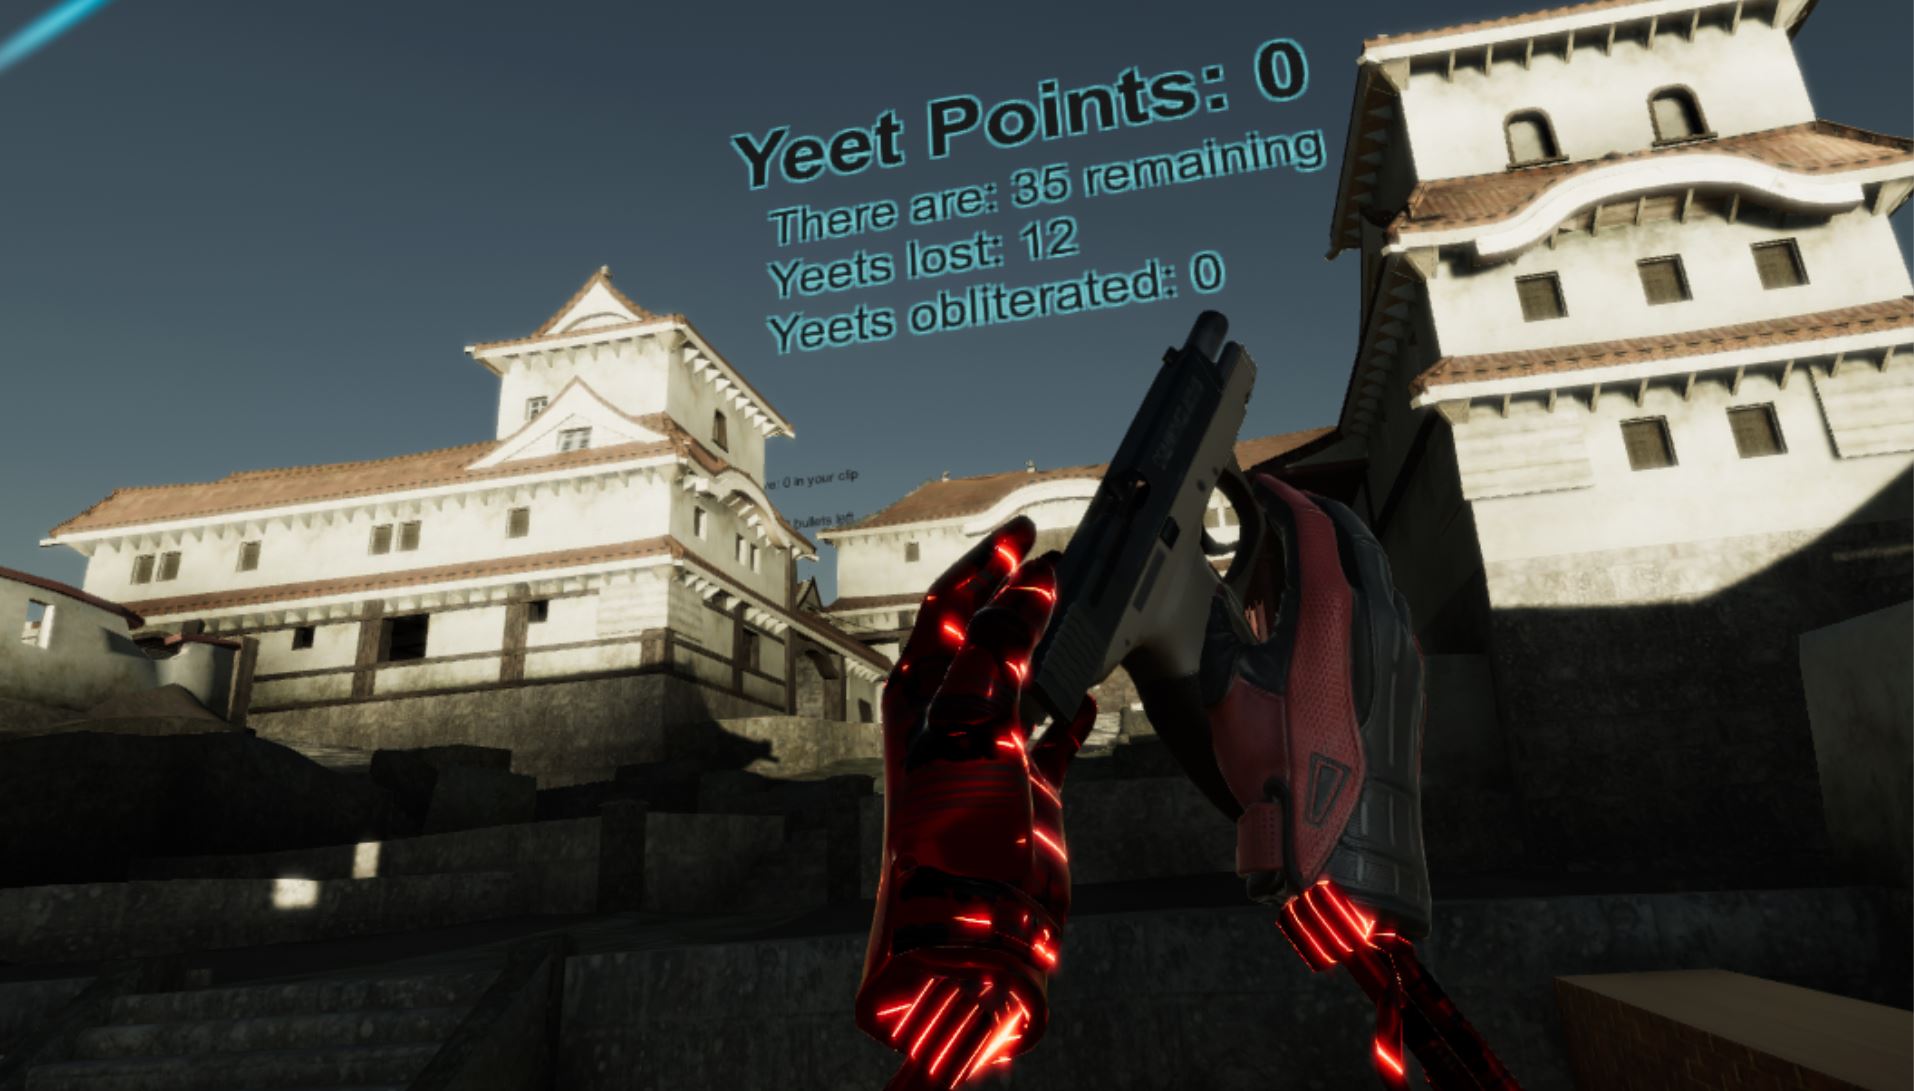 Yeet Points: 0
There are: 35 remaining
Yeets lost: 12
Yeets obliterated: 0
0 in your clip
bullets left